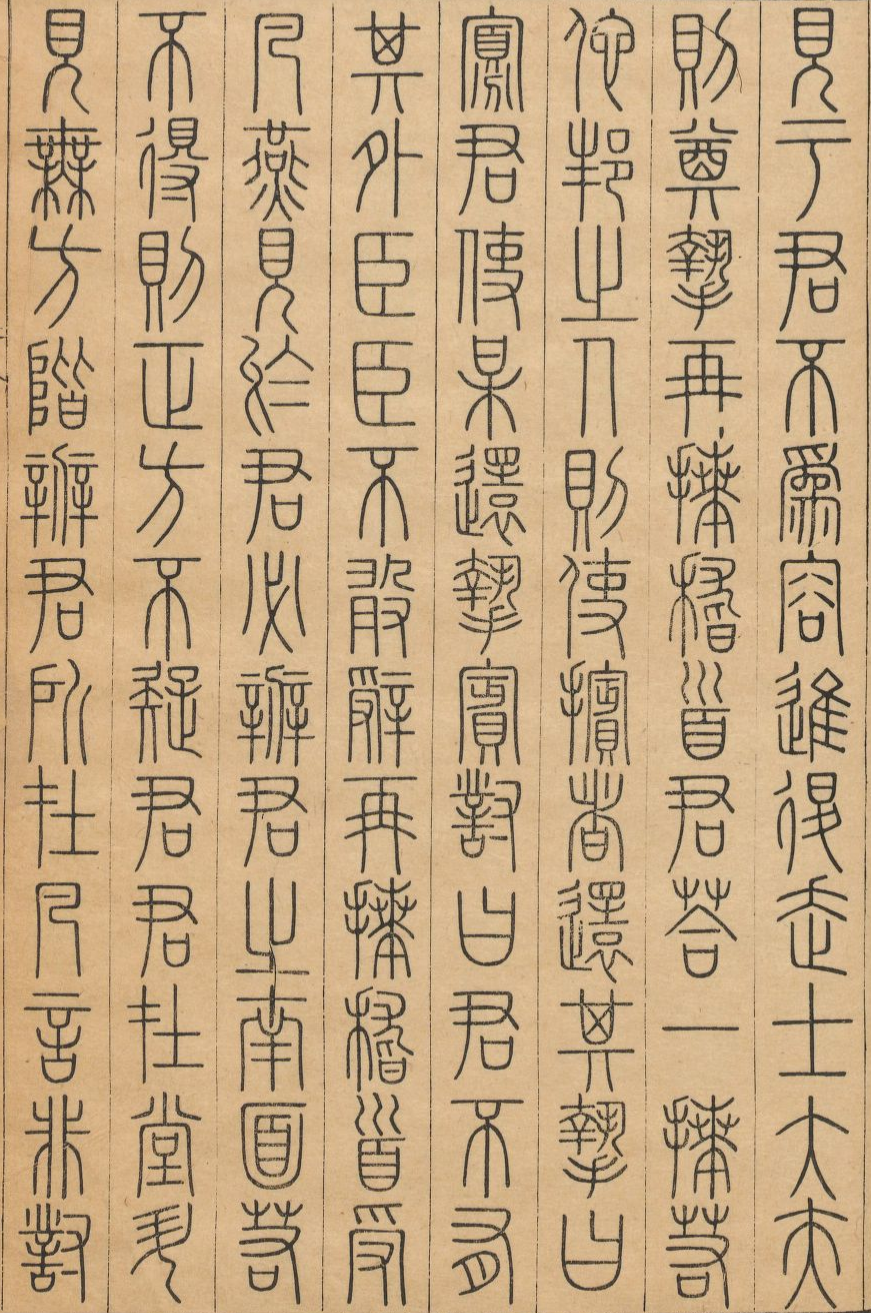 見于君不爲容進退走士大夫
則奠摯再拜稽首君荅一拜若
他邦之人則使擯者還其摯曰
寡君使某還摯賓對曰君不有
其外臣臣不敢辭再拜稽首受
凡燕見於君必辯君之南面若
不得則正方不疑君君在堂升
見無方階辯君所在凡言非對